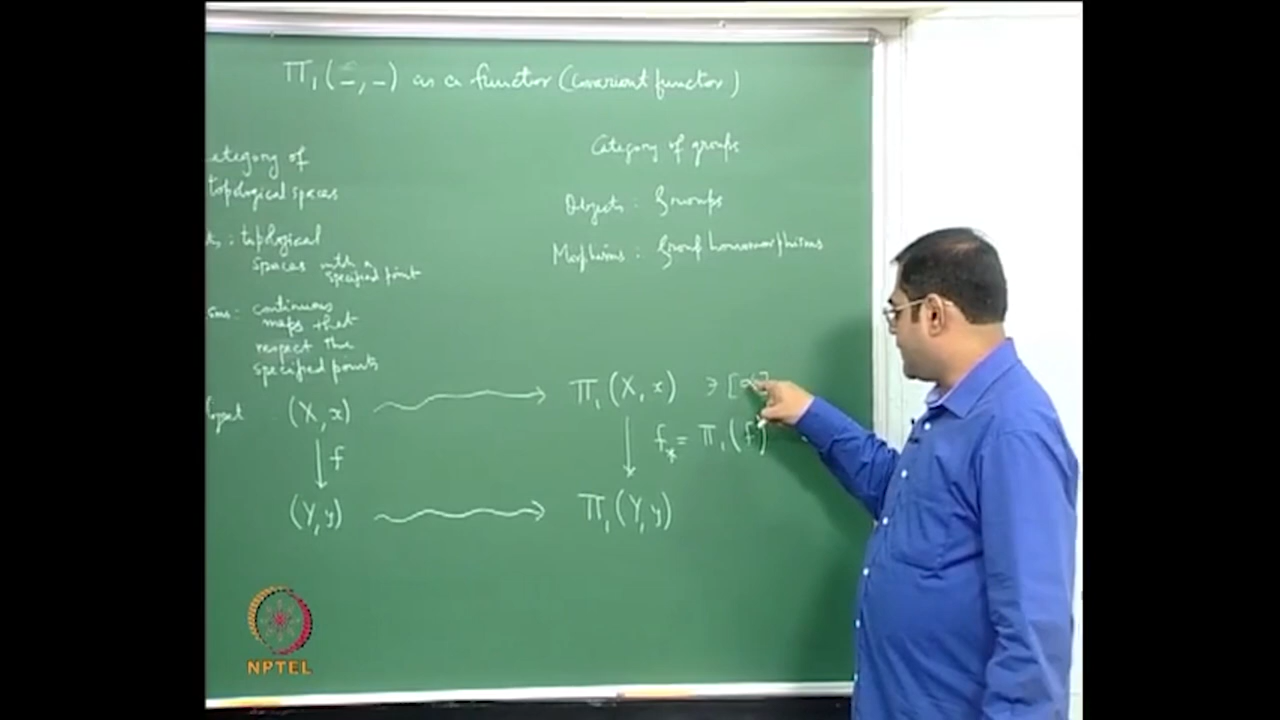 Π₁(–, –) as a functor (covariant functor)
ategory of
topological spaces
ts : topological
spaces with a
specified point
sms: continuous
maps that
respect the
specified points
Category of groups
Objects : Groups
Morphisms : Group homomorphisms
(X, x) Π₁(X, x) ∋ [α]
f f* = Π₁(f)
(Y, y) Π₁(Y, y)
NPTEL